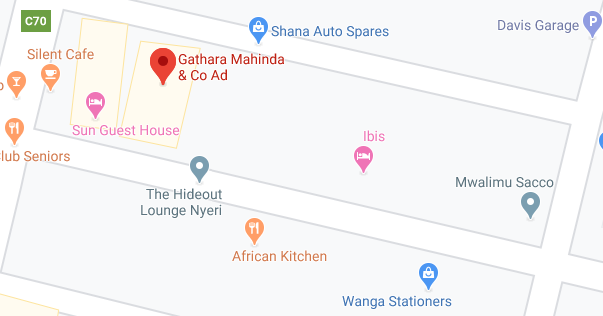 C70
Davis Garage
P
Shana Auto Spares
Silent Cafe
Gathara Mahinda
& Co Ad
Sun Guest House
Ibis
Club Seniors
Mwalimu Sacco
The Hideout
Lounge Nyeri
African Kitchen
Wanga Stationers